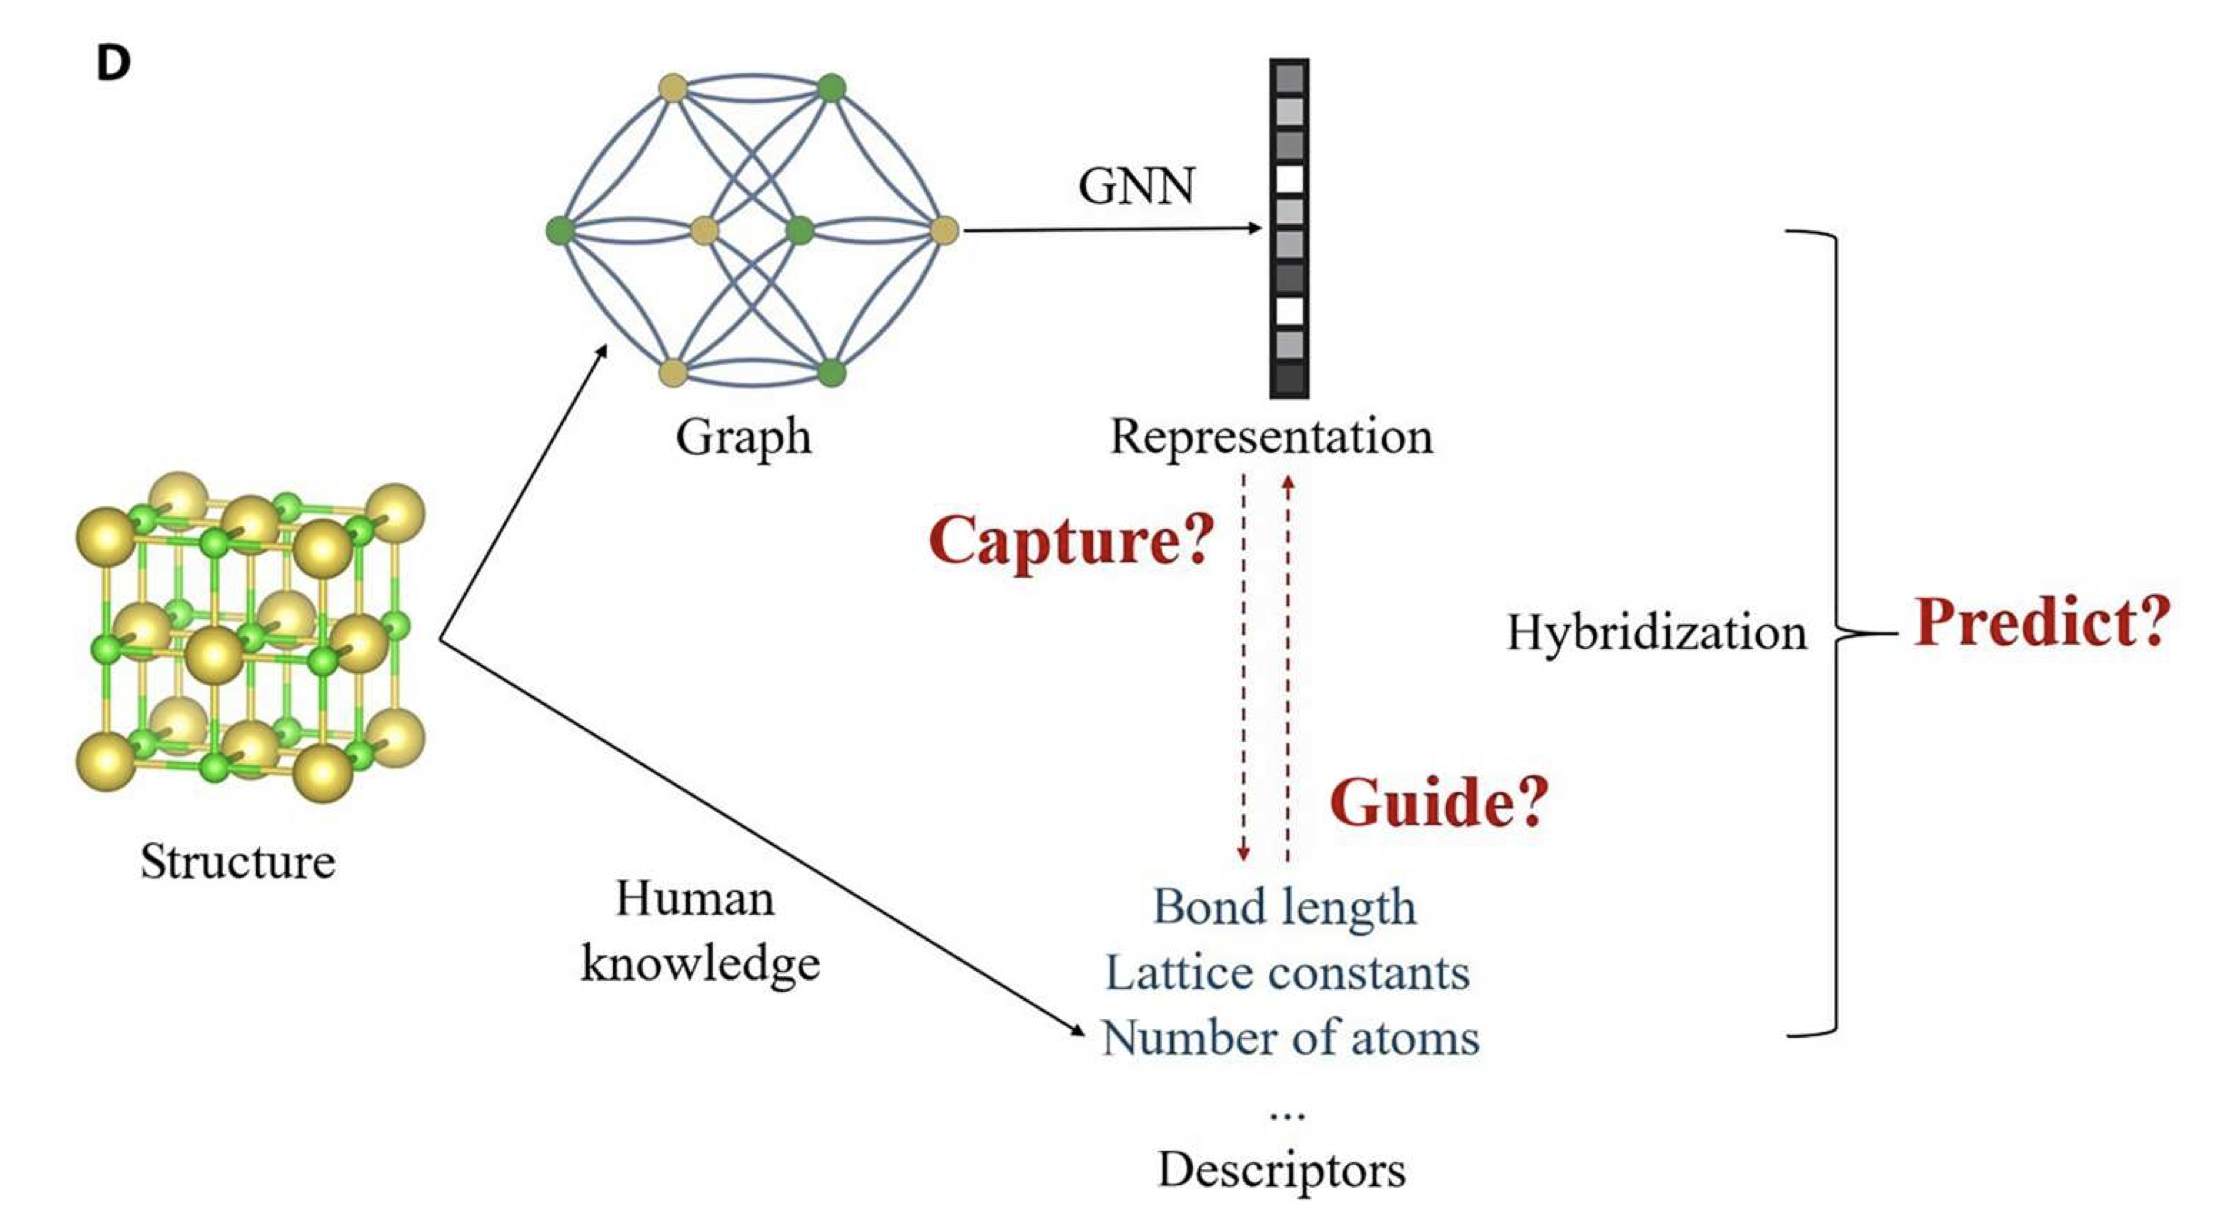 D
GNN
Graph
Representation
Capture?
Hybridization
Predict?
Guide?
Structure
Human
knowledge
Bond length
Lattice constants
Number of atoms
...
Descriptors